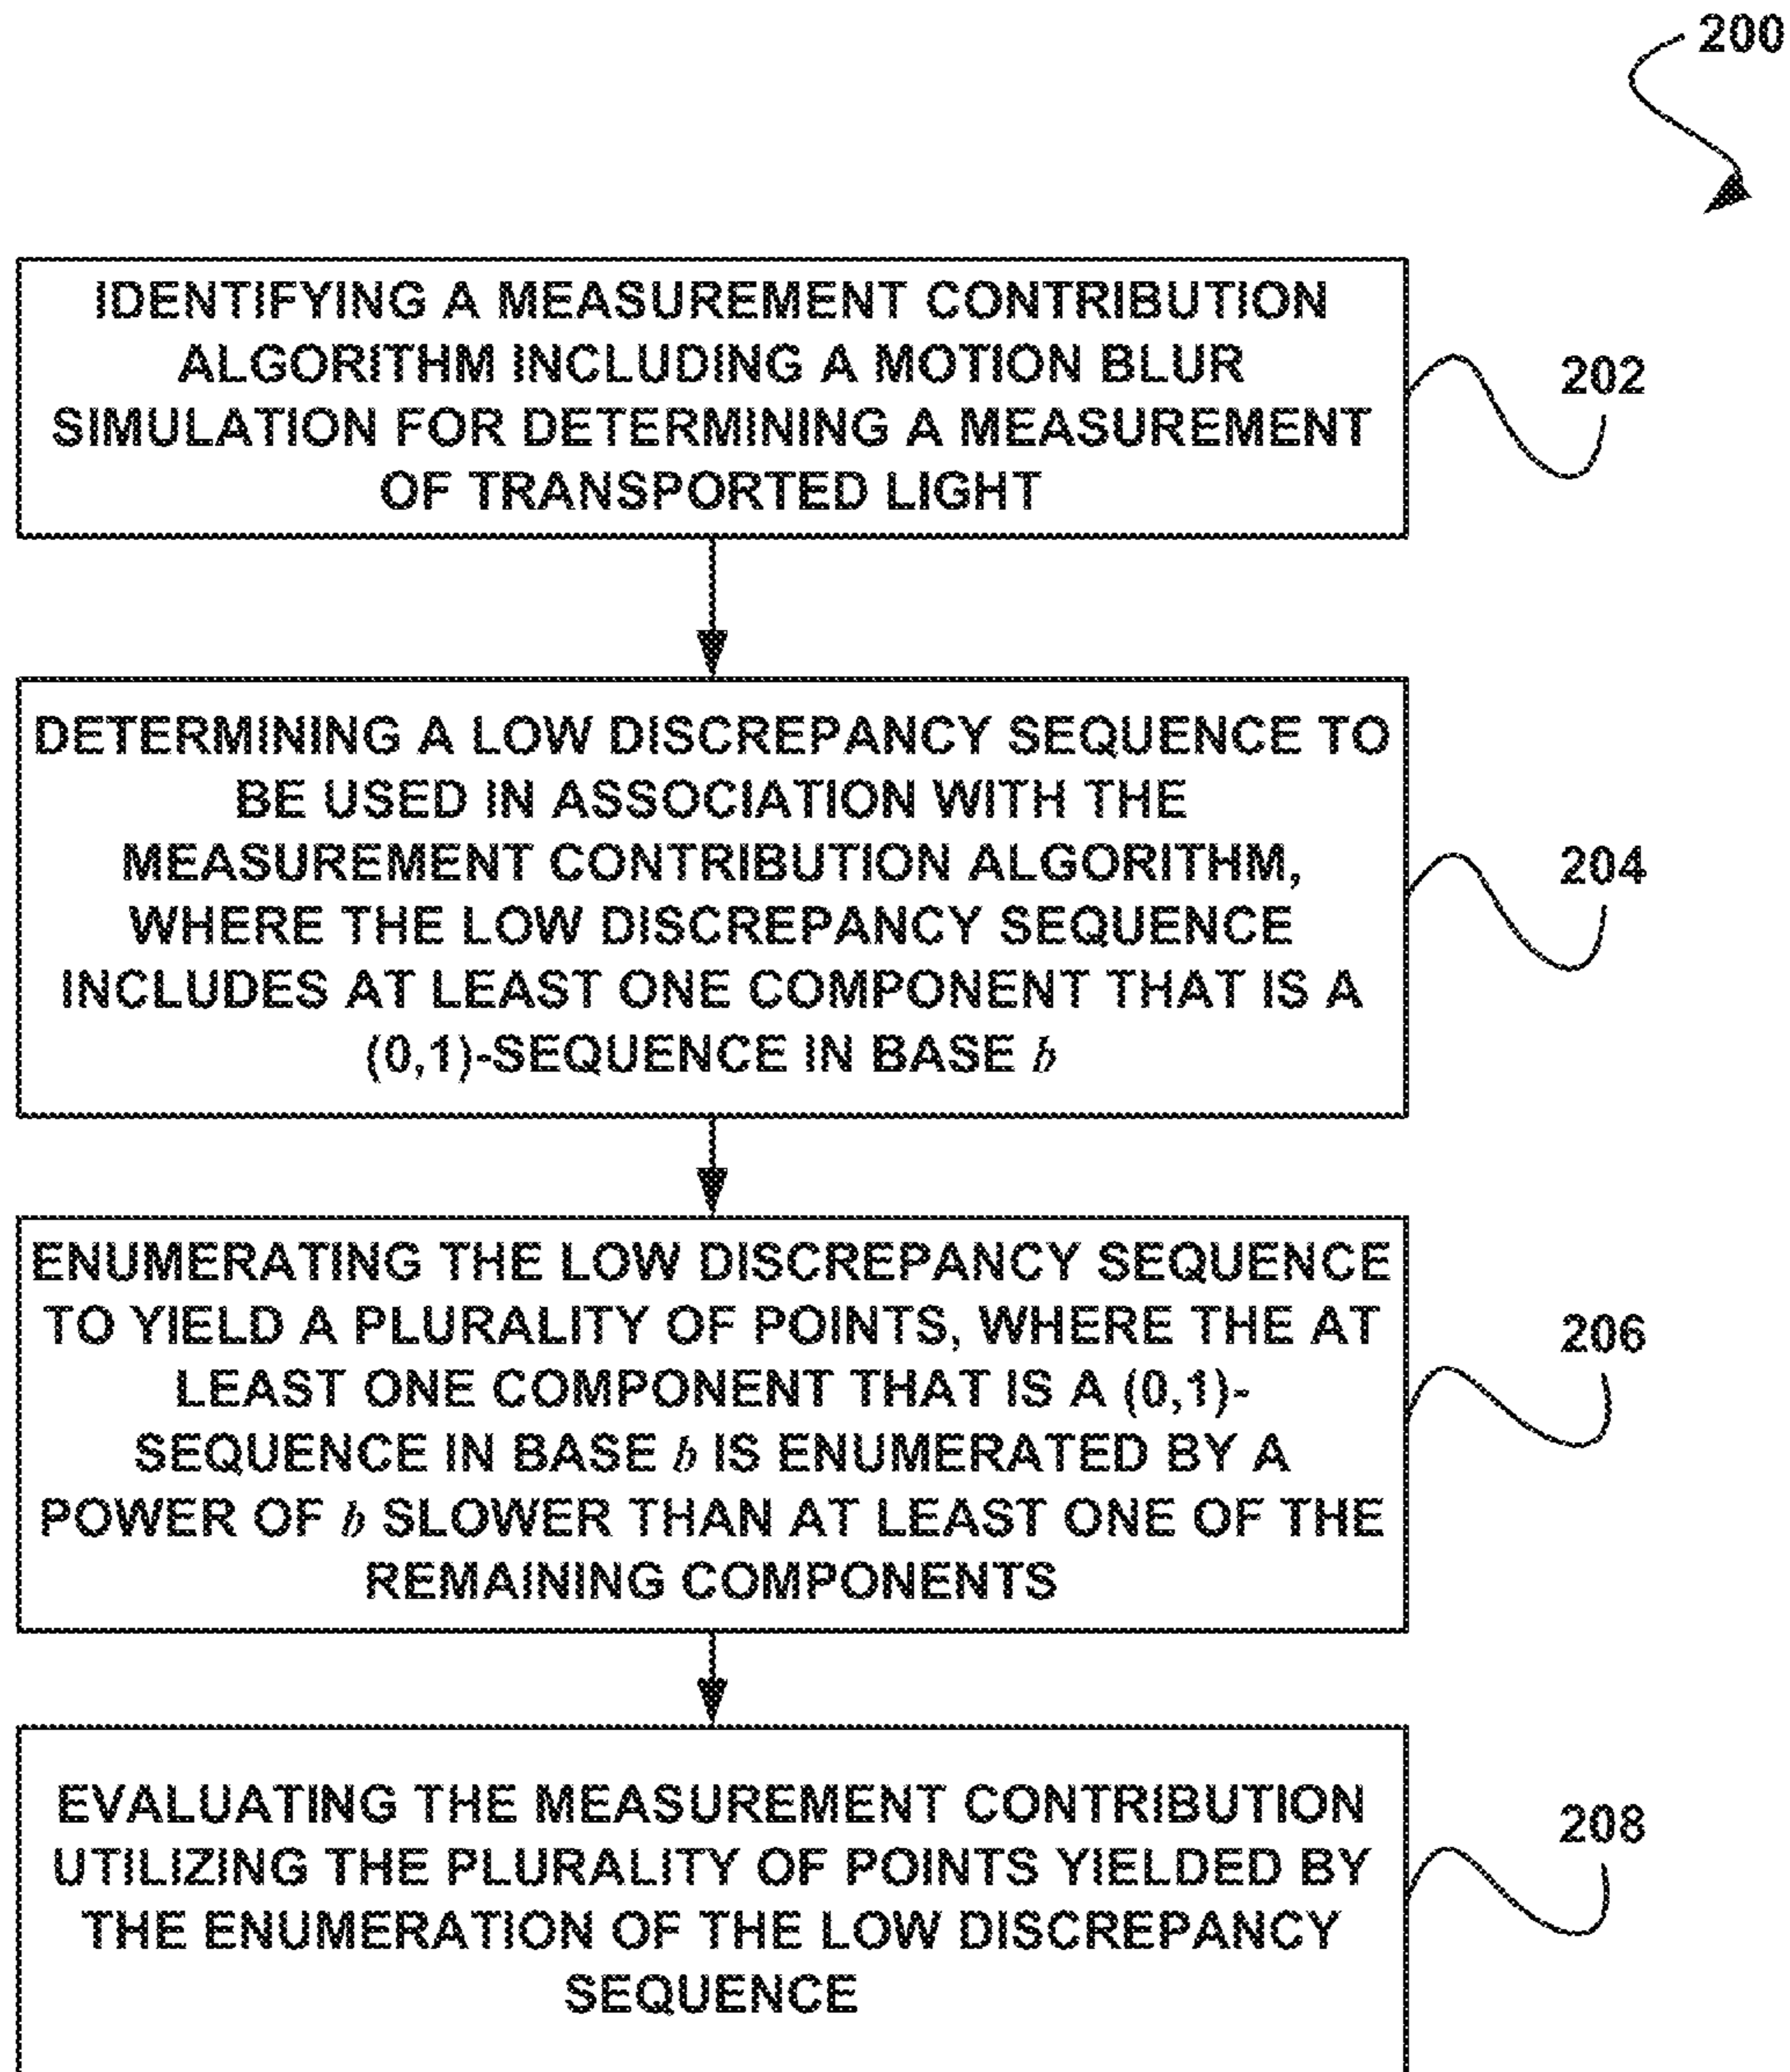 200
IDENTIFYING A MEASUREMENT CONTRIBUTION
ALGORITHM INCLUDING A MOTION BLUR
SIMULATION FOR DETERMINING A MEASUREMENT
OF TRANSPORTED LIGHT
202
DETERMINING A LOW DISCREPANCY SEQUENCE TO
BE USED IN ASSOCIATION WITH THE
MEASUREMENT CONTRIBUTION ALGORITHM,
WHERE THE LOW DISCREPANCY SEQUENCE
INCLUDES AT LEAST ONE COMPONENT THAT IS A
(0,1)-SEQUENCE IN BASE b
204
ENUMERATING THE LOW DISCREPANCY SEQUENCE
TO YIELD A PLURALITY OF POINTS, WHERE THE AT
LEAST ONE COMPONENT THAT IS A (0,1)-
SEQUENCE IN BASE b IS ENUMERATED BY A
POWER OF b SLOWER THAN AT LEAST ONE OF THE
REMAINING COMPONENTS
206
EVALUATING THE MEASUREMENT CONTRIBUTION
UTILIZING THE PLURALITY OF POINTS YIELDED BY
THE ENUMERATION OF THE LOW DISCREPANCY
SEQUENCE
208